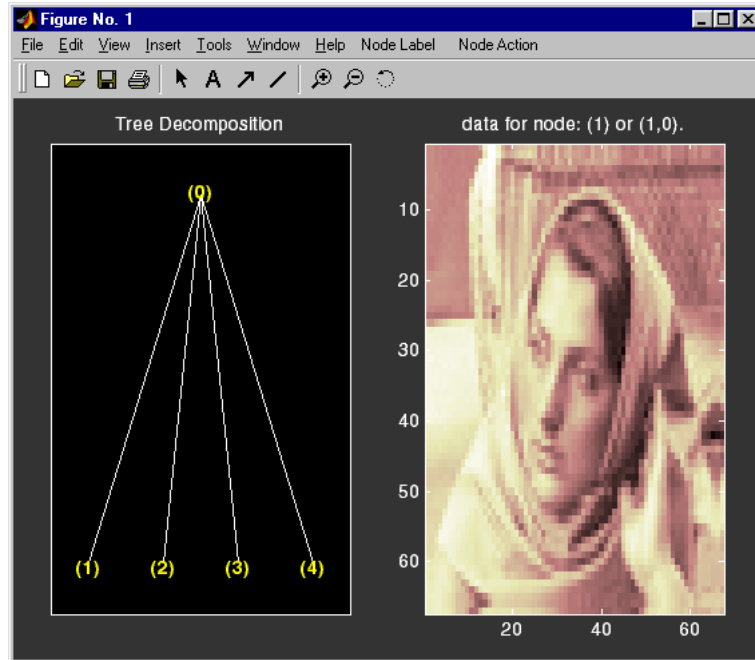 Figure No. 1
File Edit View Insert Tools Window Help Node Label Node Action
A
Tree Decomposition
(0)
(1) (2) (3) (4)
data for node: (1) or (1,0).
10
20
30
40
50
60
20 40 60